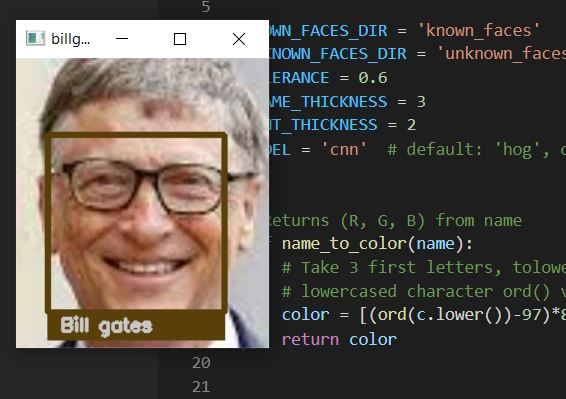 5
billg...
OWN_FACES_DIR = 'known_faces'
KNOWN_FACES_DIR = 'unknown_faces
LERANCE = 0.6
AME_THICKNESS = 3
NT_THICKNESS = 2
DEL = 'cnn' # default: 'hog',
Returns (R, G, B) from name
name_to_color(name):
# Take 3 first letters, tolowe
# lowercased character ord() v
color = [(ord(c.lower())-97)*8
return color
Bill gates
20
21